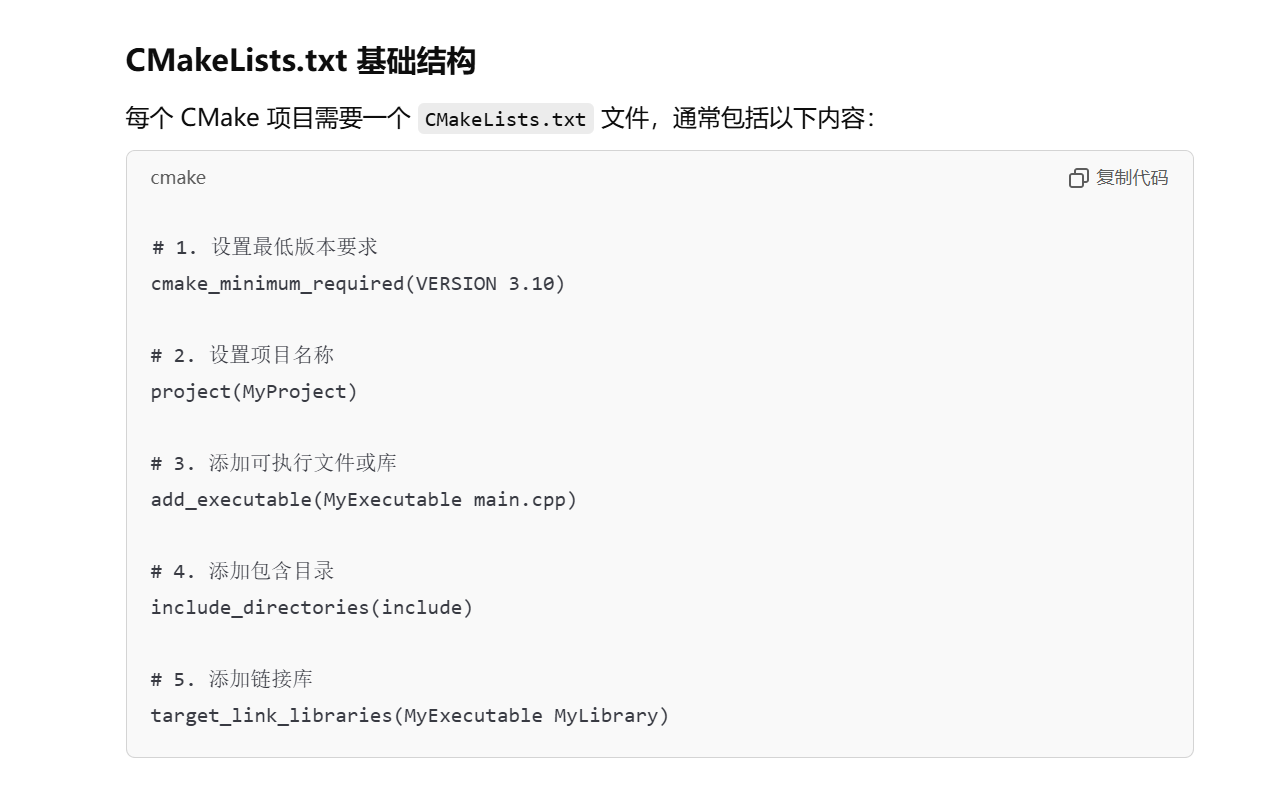 CMakeLists.txt 基础结构
每个 CMake 项目需要一个 CMakeLists.txt 文件，通常包括以下内容：
cmake
复制代码
# 1. 设置最低版本要求
cmake_minimum_required(VERSION 3.10)
# 2. 设置项目名称
project(MyProject)
# 3. 添加可执行文件或库
add_executable(MyExecutable main.cpp)
# 4. 添加包含目录
include_directories(include)
# 5. 添加链接库
target_link_libraries(MyExecutable MyLibrary)